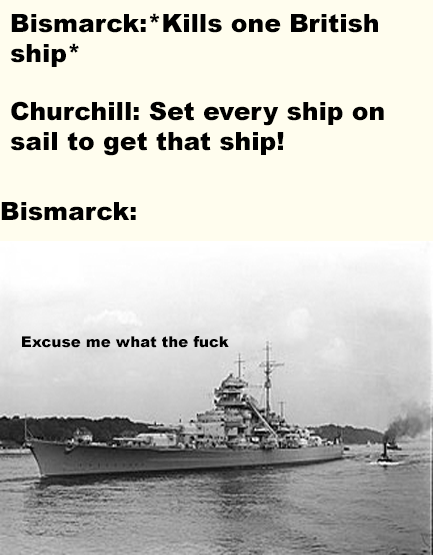 Bismarck:*Kills one British
ship*
Churchill: Set every ship on
sail to get that ship!
Bismarck:
Excuse me what the fuck